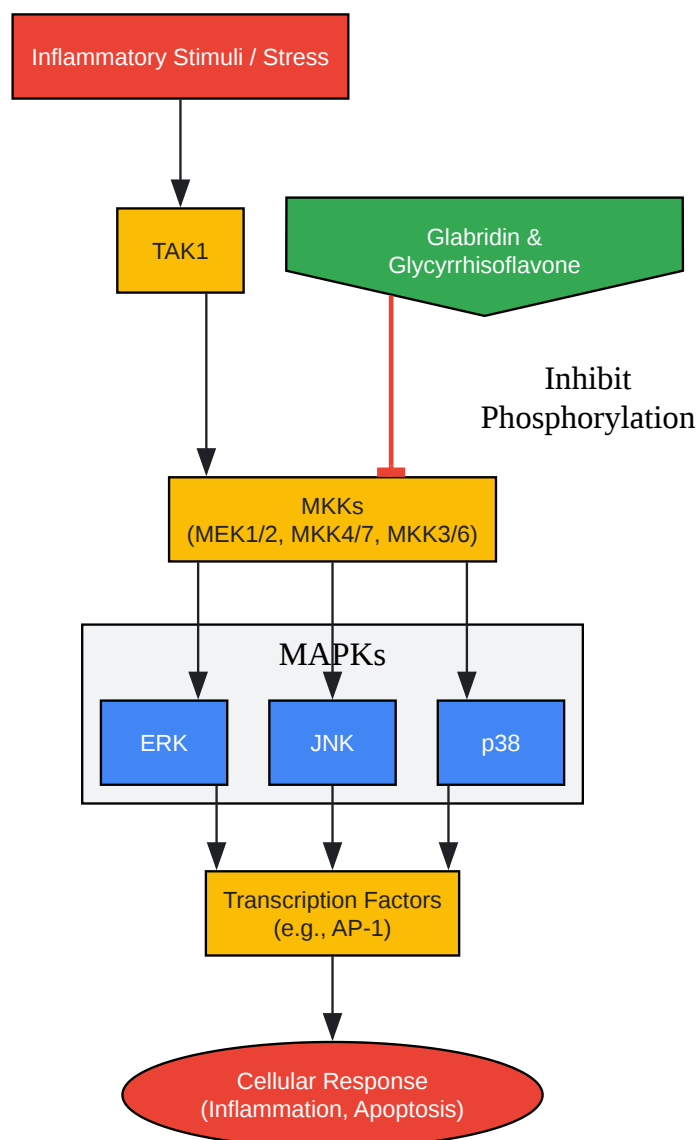 Inflammatory Stimuli / Stress
TAK1
Glabridin &
Glycyrrhisoflavone
Inhibit
Phosphorylation
MKKs
(MEK1/2, MKK4/7, MKK3/6)
MAPKs
ERK
JNK
p38
Transcription Factors
(e.g., AP-1)
Cellular Response
(Inflammation, Apoptosis)